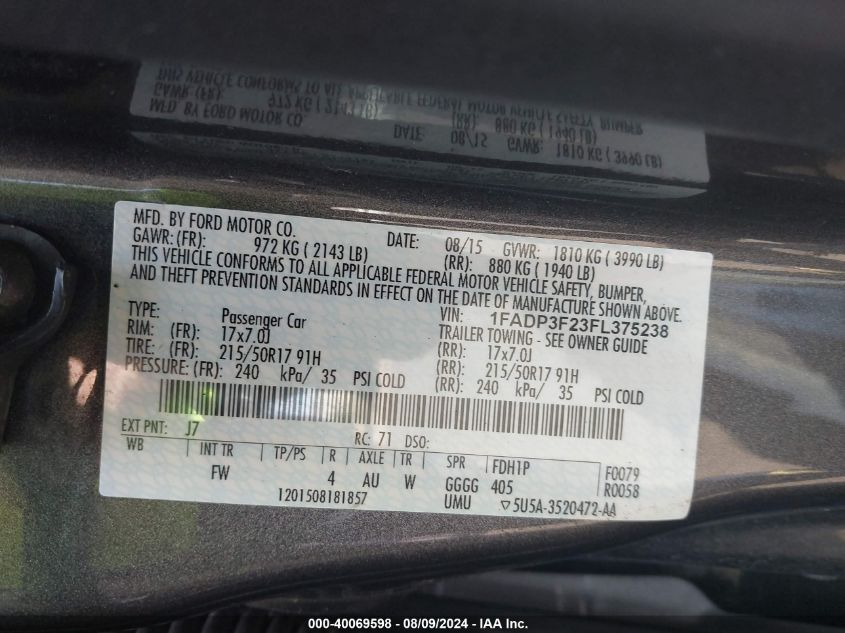 MFD. BY FORD MOTOR CO.
DATE: 08/15 GVWR: 1810 KG ( 3990 LB)
GAWR: (FR): 972 KG ( 2143 LB) (RR): 880 KG ( 1940 LB)
THIS VEHICLE CONFORMS TO ALL APPLICABLE FEDERAL MOTOR VEHICLE SAFETY, BUMPER,
AND THEFT PREVENTION STANDARDS IN EFFECT ON THE DATE OF MANUFACTURE SHOWN ABOVE.
VIN: 1FADP3F23FL375238
TYPE: Passenger Car TRAILER TOWING - SEE OWNER GUIDE
RIM: (FR): 17x7.0J (RR): 17x7.0J
TIRE: (FR): 215/50R17 91H (RR): 215/50R17 91H
PRESSURE: (FR): 240 kPa/ 35 PSI COLD (RR): 240 kPa/ 35 PSI COLD
EXT PNT: J7 RC: 71 DSO:
WB INT TR TP/PS R AXLE TR SPR FDH1P F0079
FW 4 AU W GGGG 405 R0058
1201508181857 UMU ▽5U5A-3520472-AA
000-40069598 - 08/09/2024 - IAA Inc.